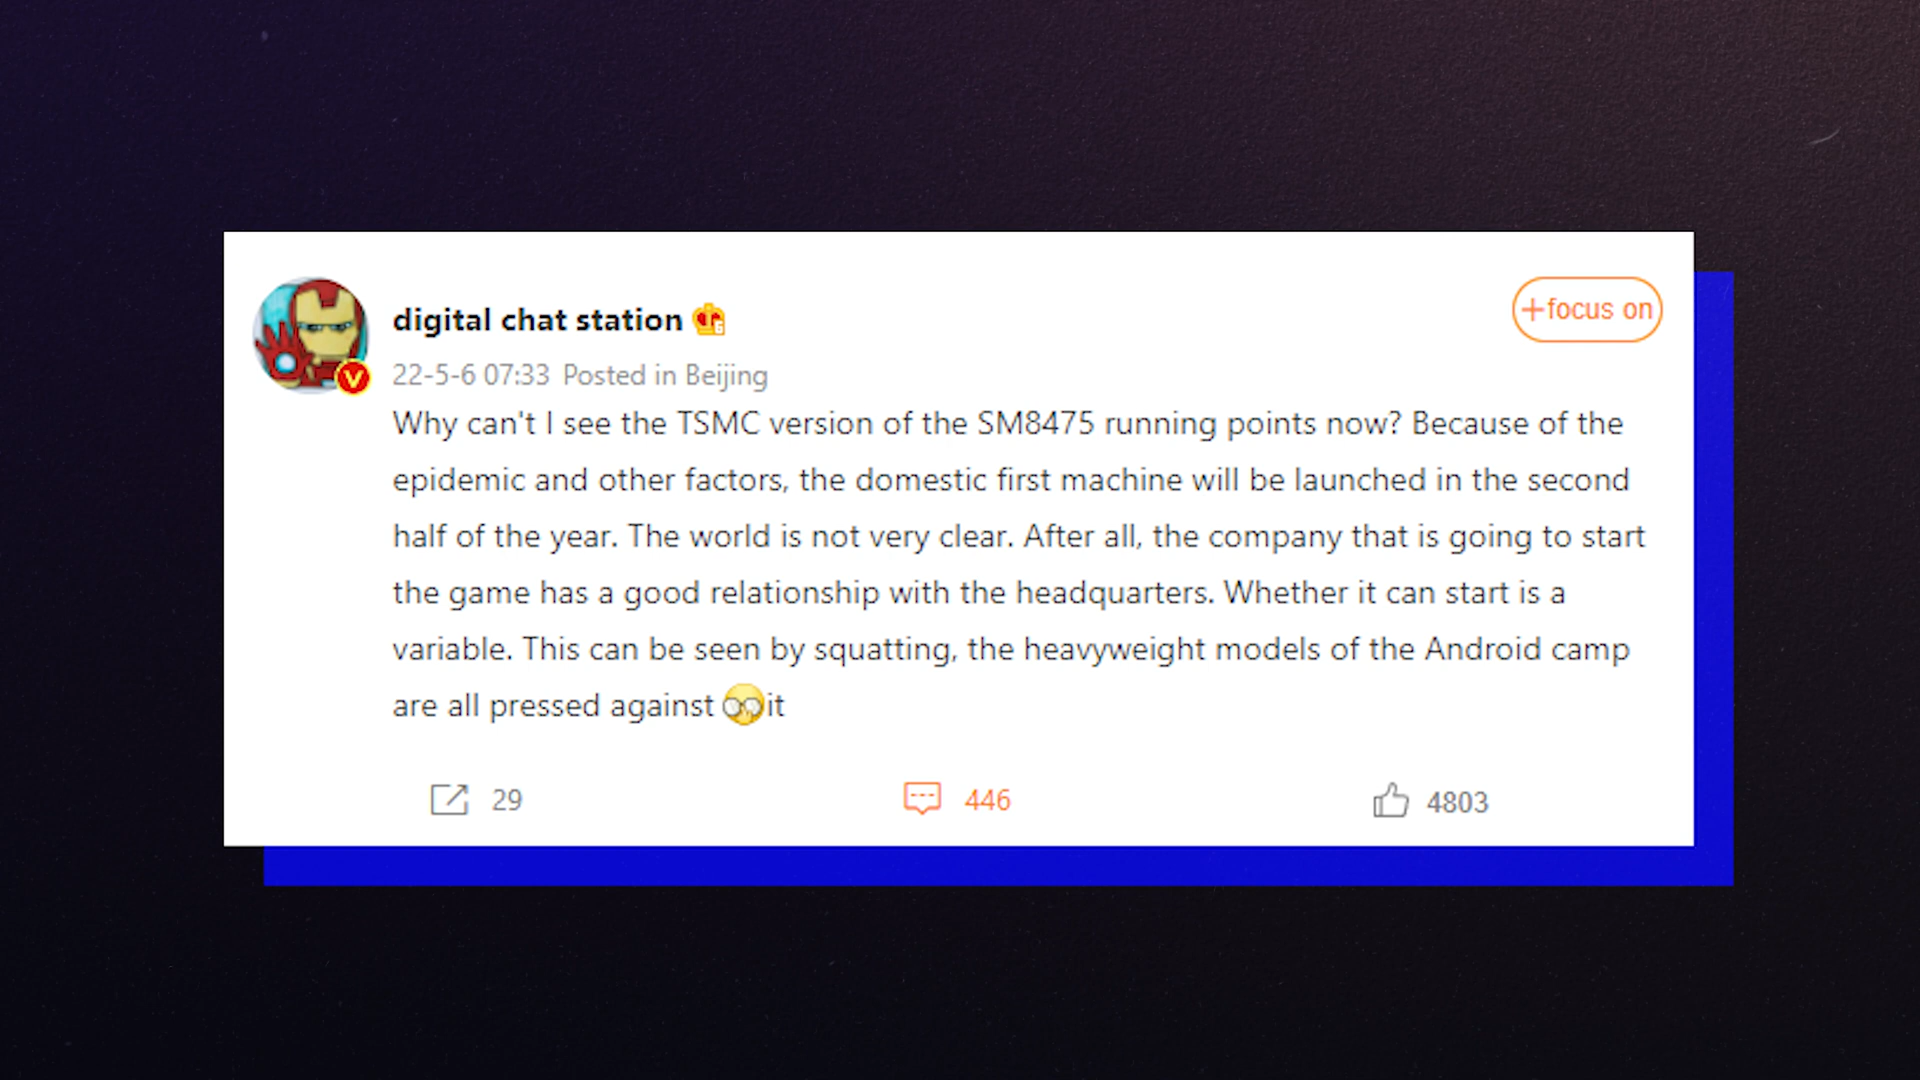 digital chat station
+focus on
22-5-6 07:33 Posted in Beijing
Why can't I see the TSMC version of the SM8475 running points now? Because of the
epidemic and other factors, the domestic first machine will be launched in the second
half of the year. The world is not very clear. After all, the company that is going to start
the game has a good relationship with the headquarters. Whether it can start is a
variable. This can be seen by squatting, the heavyweight models of the Android camp
are all pressed against it
29
446
4803